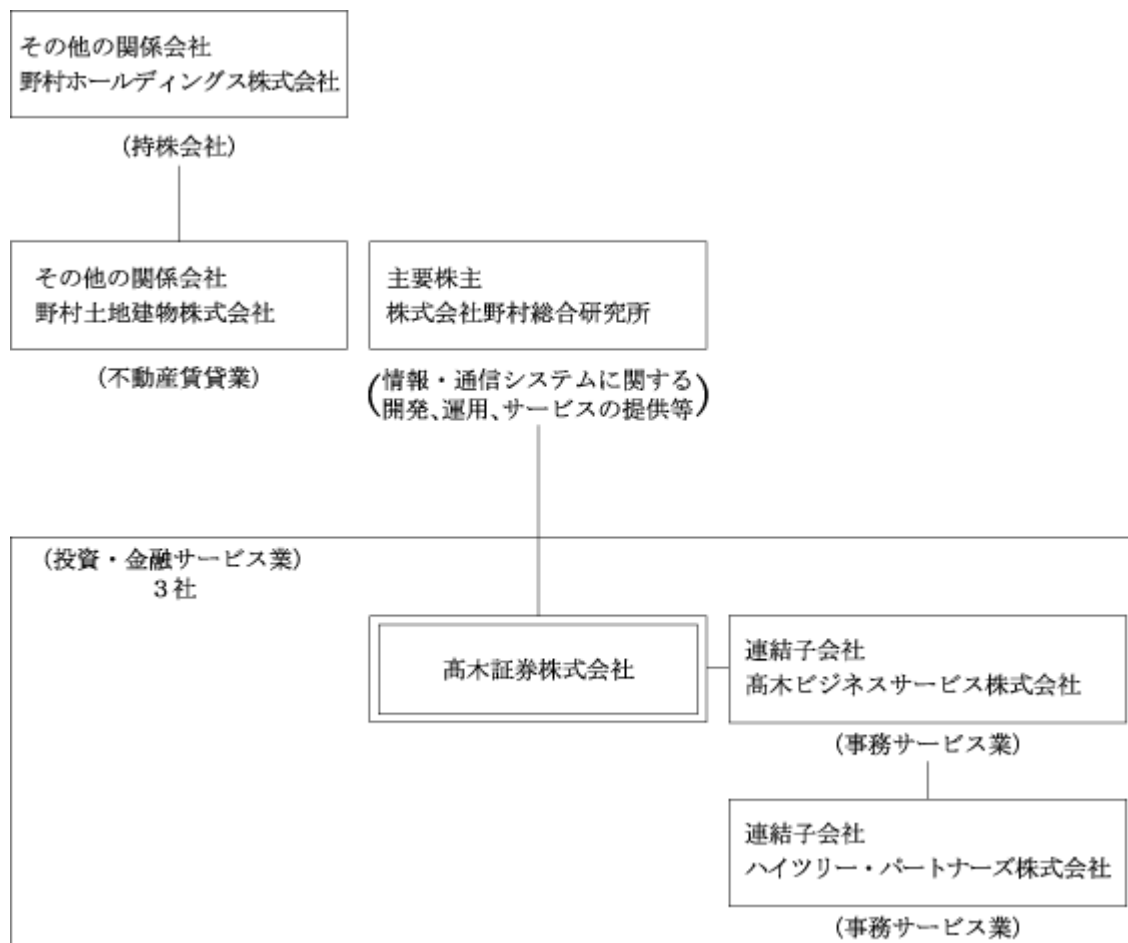 その他の関係会社
野村ホールディングス株式会社
(持株会社)
その他の関係会社
野村土地建物株式会社
(不動産賃貸業)
主要株主
株式会社野村総合研究所
(情報・通信システムに関する
開発、運用、サービスの提供等)
(投資・金融サービス業)
3社
髙木証券株式会社
連結子会社
髙木ビジネスサービス株式会社
(事務サービス業)
連結子会社
ハイツリー・パートナーズ株式会社
(事務サービス業)